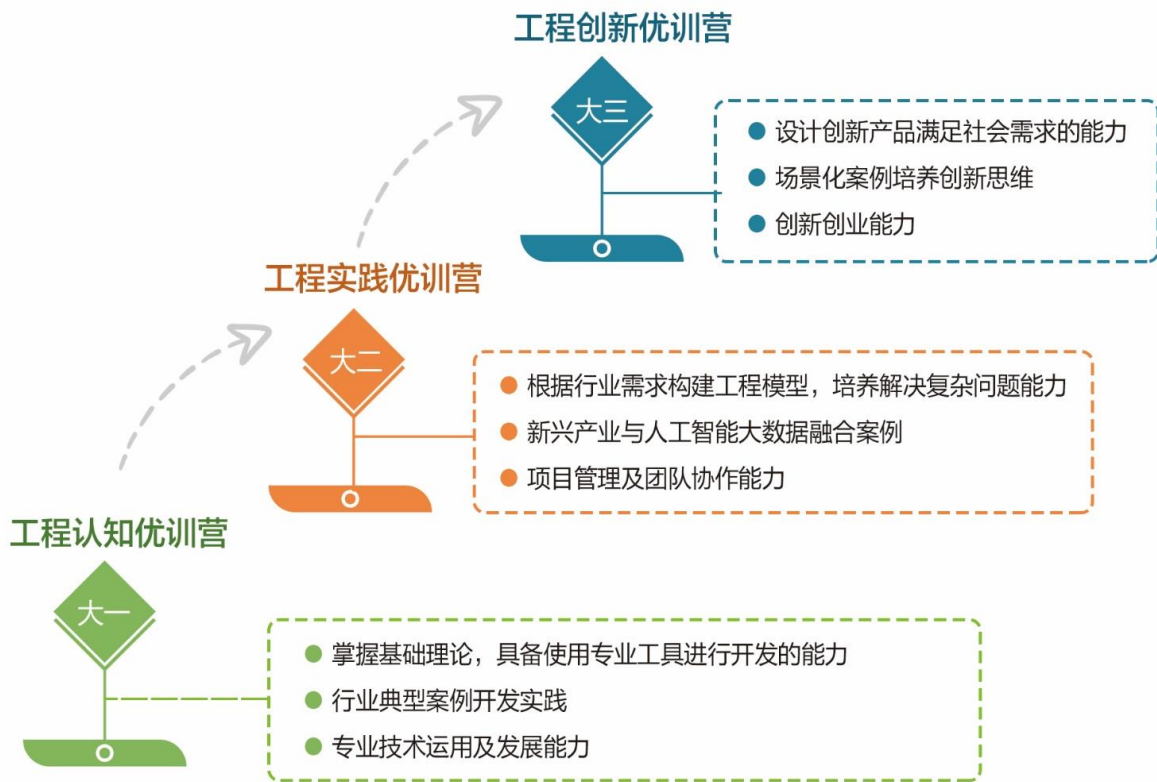 工程创新优训营
大三
设计创新产品满足社会需求的能力
场景化案例培养创新思维
创新创业能力
工程实践优训营
大二
根据行业需求构建工程模型，培养解决复杂问题能力
新兴产业与人工智能大数据融合案例
项目管理及团队协作能力
工程认知优训营
大一
掌握基础理论，具备使用专业工具进行开发的能力
行业典型案例开发实践
专业技术运用及发展能力